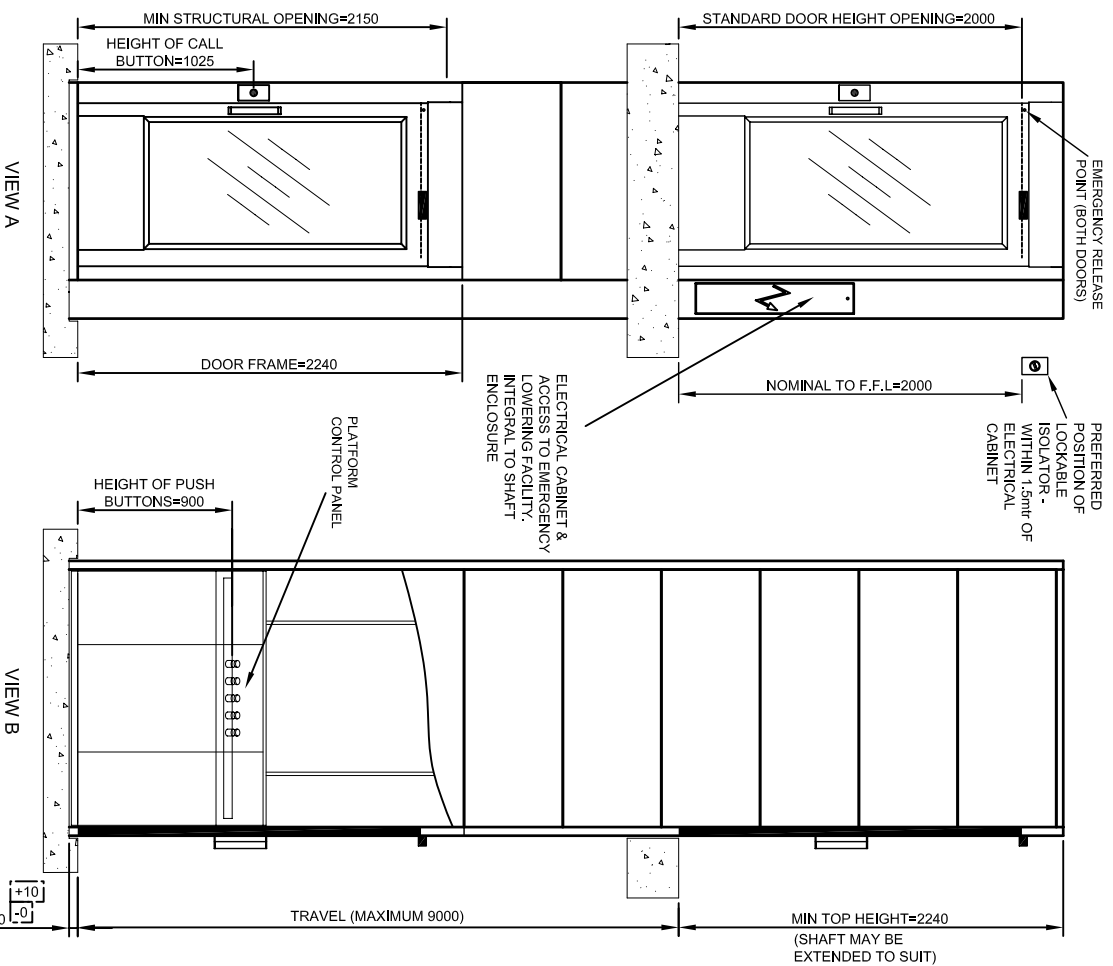 MIN STRUCTURAL OPENING=2150
HEIGHT OF CALL
BUTTON=1025
STANDARD DOOR HEIGHT OPENING=2000
EMERGENCY RELEASE
POINT (BOTH DOORS)
VIEW A
DOOR FRAME=2240
NOMINAL TO F.F.L=2000
PREFERRED
POSITION OF
LOCKABLE
ISOLATOR -
WITHIN 1.5mtr OF
ELECTRICAL
CABINET
ELECTRICAL CABINET &
ACCESS TO EMERGENCY
LOWERING FACILITY.
INTEGRAL TO SHAFT
ENCLOSURE
PLATFORM
CONTROL PANEL
HEIGHT OF PUSH
BUTTONS=900
VIEW B
+10
-0
TRAVEL (MAXIMUM 9000)
MIN TOP HEIGHT=2240
(SHAFT MAY BE
EXTENDED TO SUIT)